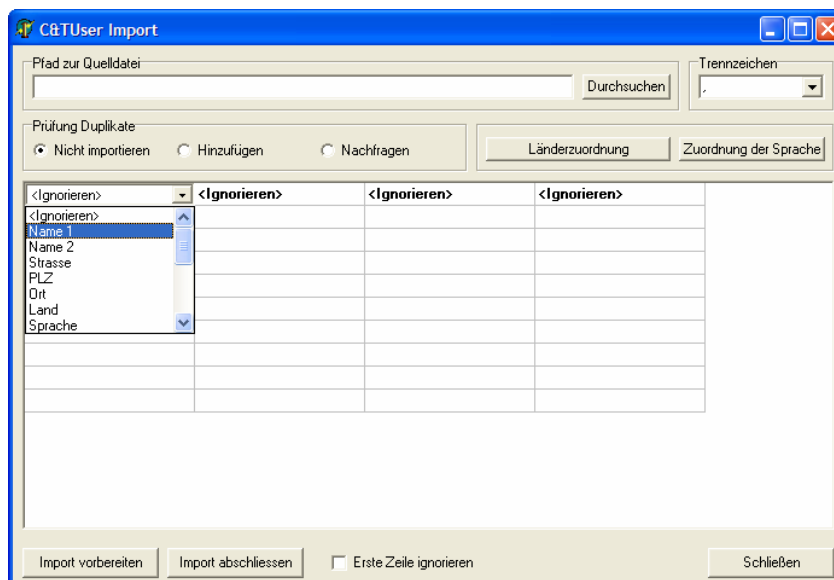 C&TUser Import
Pfad zur Quelldatei
Trennzeichen
Durchsuchen
,
Prüfung Duplikate
Nicht importieren Hinzufügen Nachfragen
Länderzuordnung Zuordnung der Sprache
<Ignorieren> <Ignorieren> <Ignorieren> <Ignorieren>
<Ignorieren>
Name 1
Name 2
Strasse
PLZ
Ort
Land
Sprache
Import vorbereiten Import abschliessen Erste Zeile ignorieren Schließen